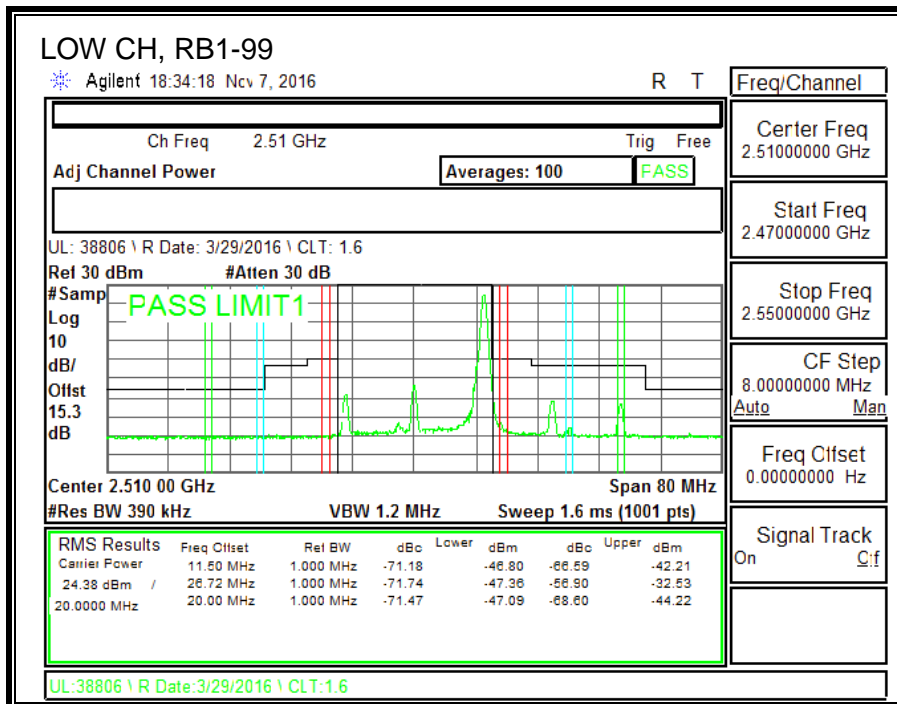 LOW CH, RB1-99
Agilent 18:34:18 Nov 7, 2016 R T
Freq/Channel
Ch Freq 2.51 GHz Trig Free
Adj Channel Power Averages: 100 PASS
Center Freq
2.51000000 GHz
Start Freq
2.47000000 GHz
Stop Freq
2.55000000 GHz
CF Step
8.00000000 MHz
Auto Man
Freq Offset
0.00000000 Hz
Signal Track
On Off
UL: 38806 \ R Date: 3/29/2016 \ CLT: 1.6
Ref 30 dBm #Atten 30 dB
#Samp
Log
10
dB/
Offst
15.3
dB
PASS LIMIT1
Center 2.510 00 GHz Span 80 MHz
#Res BW 390 kHz VBW 1.2 MHz Sweep 1.6 ms (1001 pts)
RMS Results Freq Offset Ref BW dBc Lower dBm dBc Upper dBm
Carrier Power 11.50 MHz 1.000 MHz -71.18 -46.80 -66.59 -42.21
24.38 dBm / 26.72 MHz 1.000 MHz -71.74 -47.36 -56.90 -32.53
20.0000 MHz 20.00 MHz 1.000 MHz -71.47 -47.09 -68.60 -44.22
UL:38806 \ R Date:3/29/2016 \ CLT:1.6